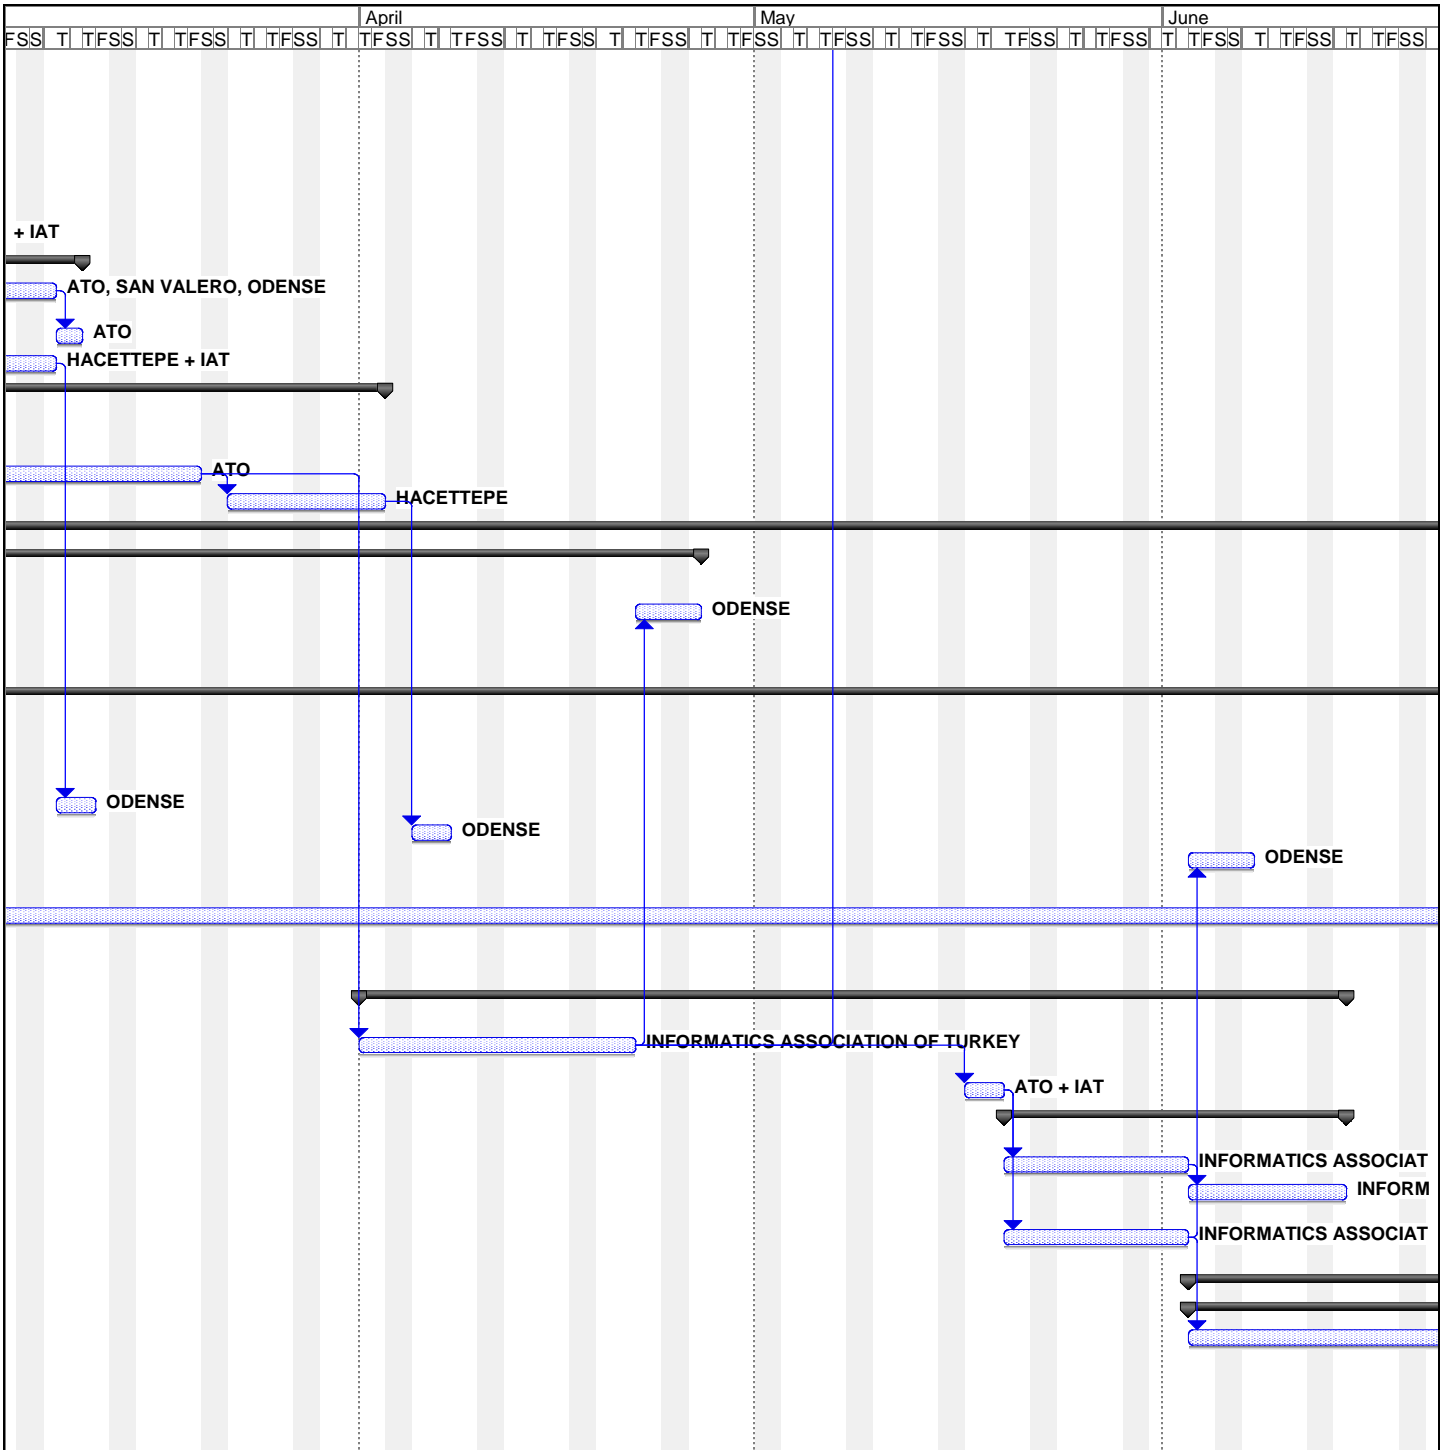 April May June
FSS T TFSS T TFSS T TFSS T TFSS T TFSS T TFSS T TFSS T TFSS T TFSS T TFSS T TFSS T TFSS T TFSS T TFSS T TFSS
+ IAT
ATO, SAN VALERO, ODENSE
ATO
HACETTEPE + IAT
ATO
HACETTEPE
ODENSE
ODENSE
ODENSE
ODENSE
INFORMATICS ASSOCIATION OF TURKEY
ATO + IAT
INFORMATICS ASSOCIAT
INFORM
INFORMATICS ASSOCIAT